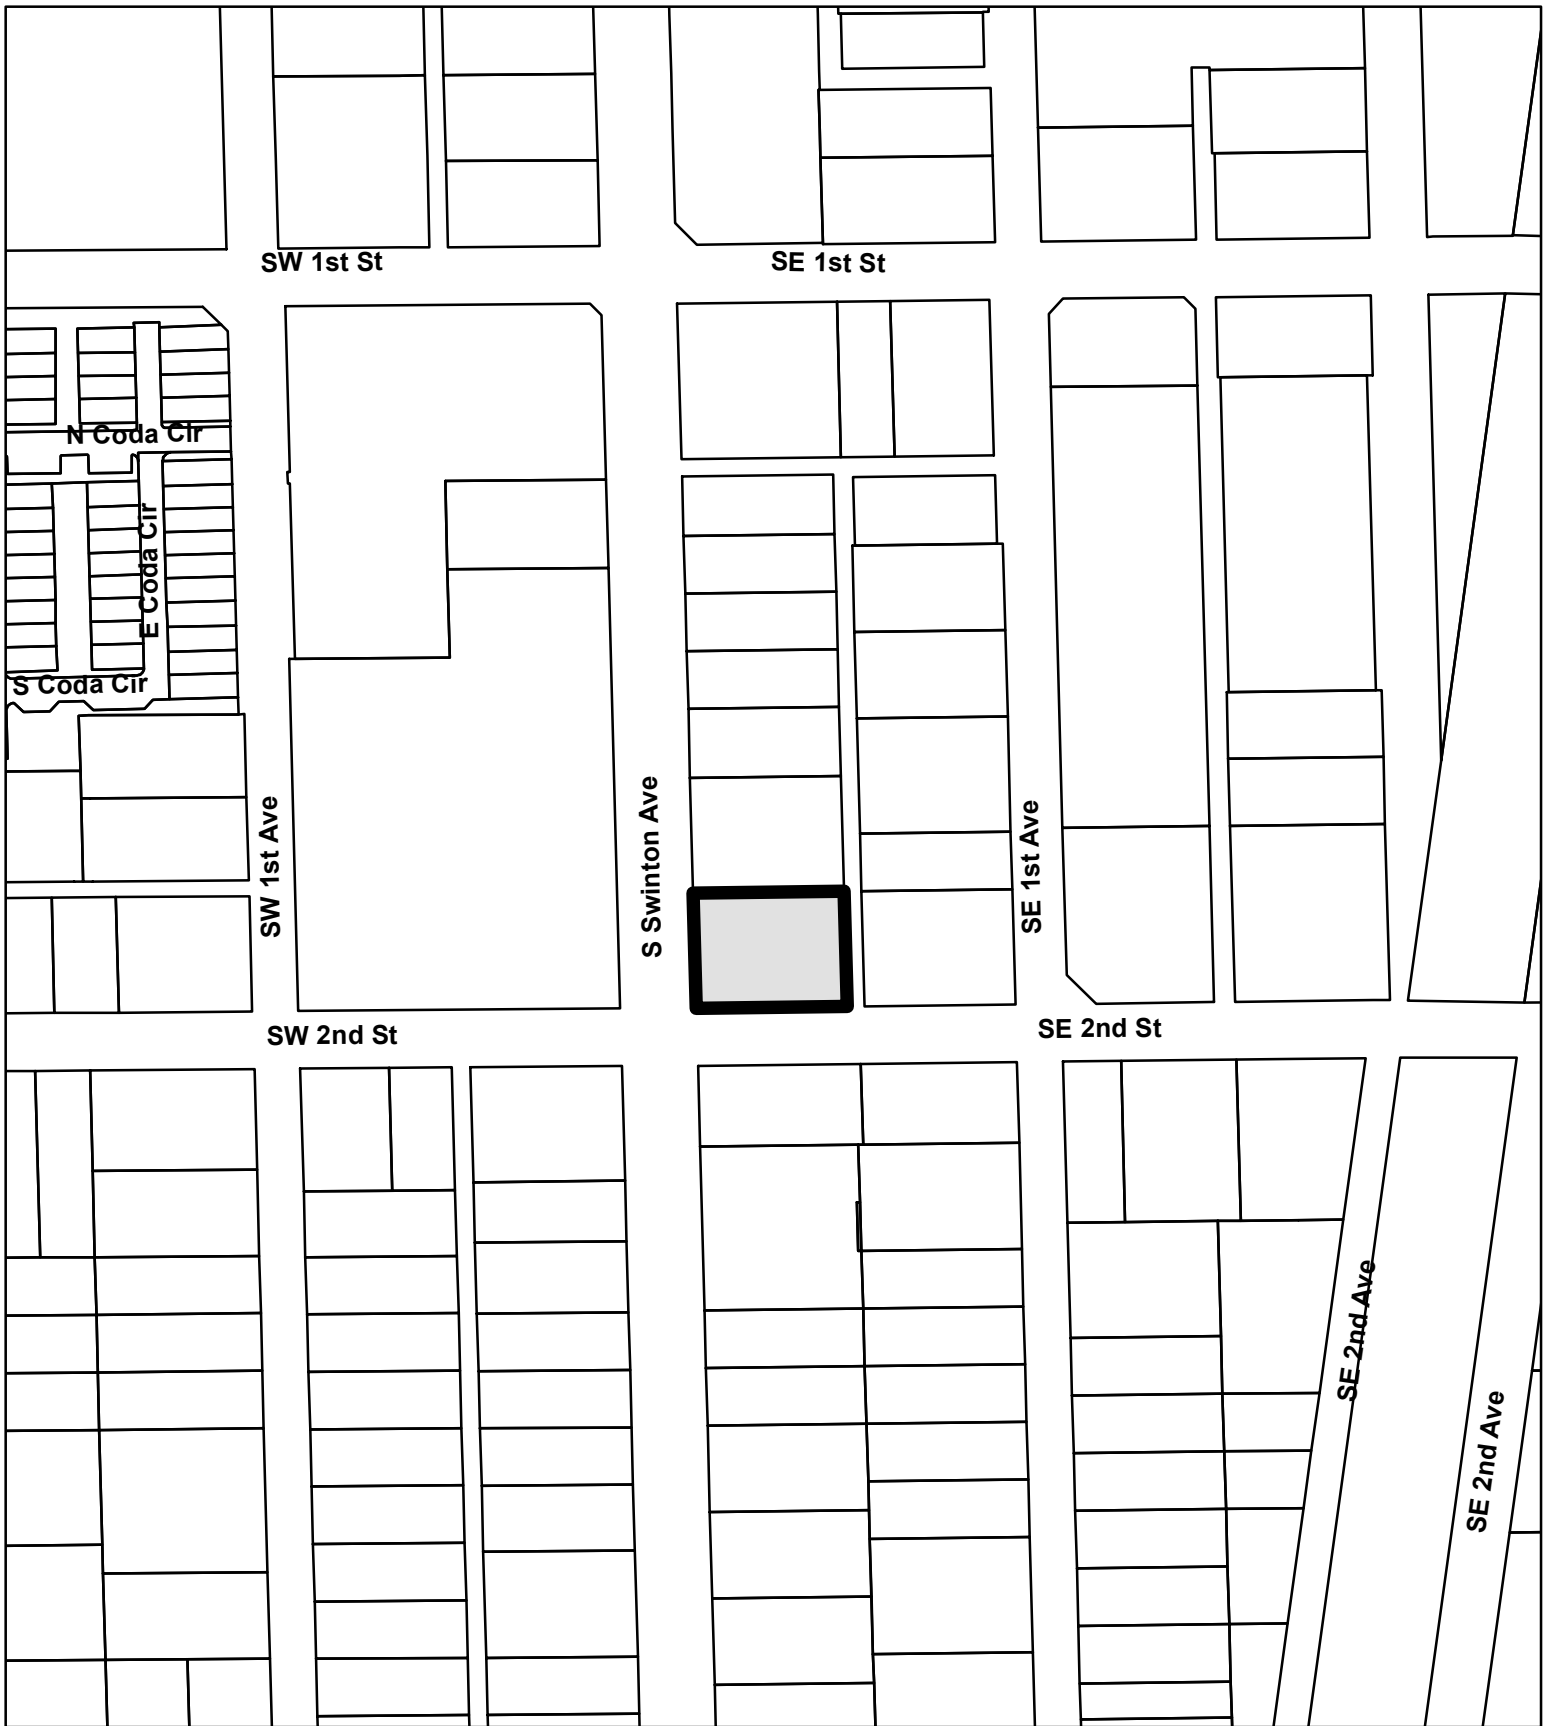 SW 1st St
SE 1st St
N Coda Cir
E Coda Cir
S Coda Cir
SW 1st Ave
S Swinton Ave
SE 1st Ave
SW 2nd St
SE 2nd St
SE 2nd Ave
SE 2nd Ave